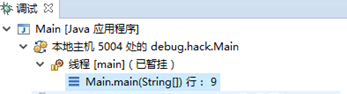 调试
Main [Java 应用程序]
本地主机 5004 处的 debug.hack.Main
线程 [main]（已暂挂）
Main.main(String[]) 行： 9